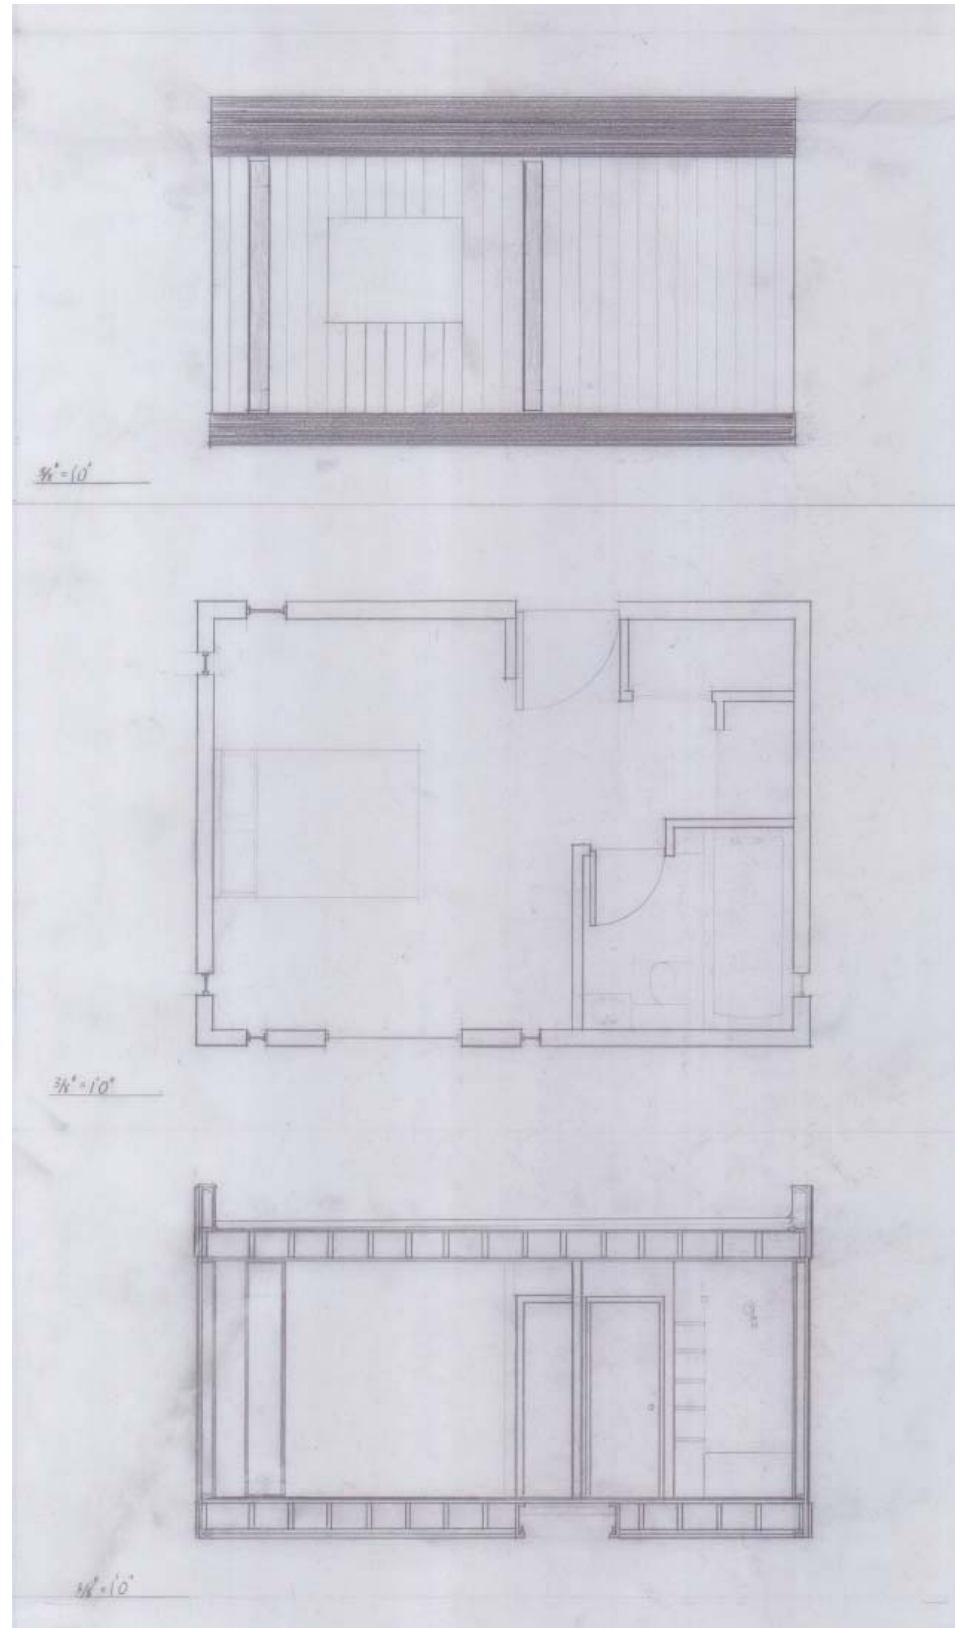 3/8" = 1'0"
3/8" = 1'0"
3/8" = 1'0"